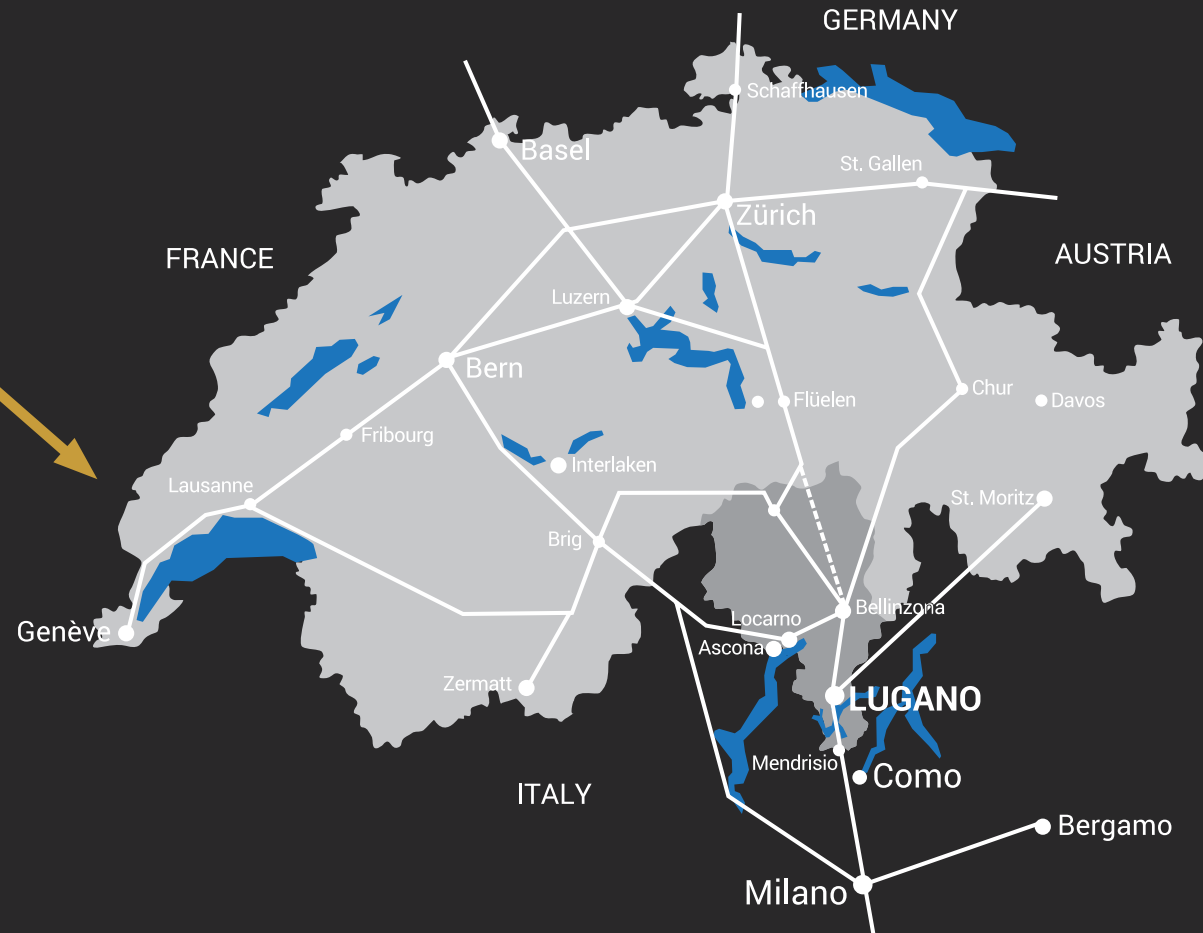 GERMANY
Schaffhausen
Basel
St. Gallen
Zürich
FRANCE
AUSTRIA
Luzern
Bern
Chur
Flüelen
Davos
Fribourg
Interlaken
Lausanne
St. Moritz
Brig
Bellinzona
Locarno
Genève
Ascona
Zermatt
LUGANO
Mendrisio
Como
ITALY
Bergamo
Milano